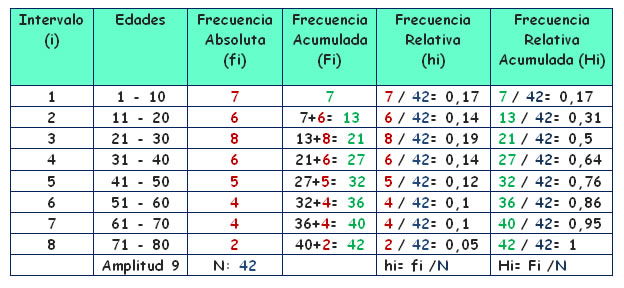 Intervalo (i) Edades Frecuencia Absoluta (fi) Frecuencia Acumulada (Fi) Frecuencia Relativa (hi) Frecuencia Relativa Acumulada (Hi)
1 1 - 10 7 7 7 / 42= 0,17 7 / 42= 0,17
2 11 - 20 6 7+6= 13 6 / 42= 0,14 13 / 42= 0,31
3 21 - 30 8 13+8= 21 8 / 42= 0,19 21 / 42= 0,5
4 31 - 40 6 21+6= 27 6 / 42= 0,14 27 / 42= 0,64
5 41 - 50 5 27+5= 32 5 / 42= 0,12 32 / 42= 0,76
6 51 - 60 4 32+4= 36 4 / 42= 0,1 36 / 42= 0,86
7 61 - 70 4 36+4= 40 4 / 42= 0,1 40 / 42= 0,95
8 71 - 80 2 40+2= 42 2 / 42= 0,05 42 / 42= 1
Amplitud 9 N: 42 hi= fi /N Hi= Fi /N